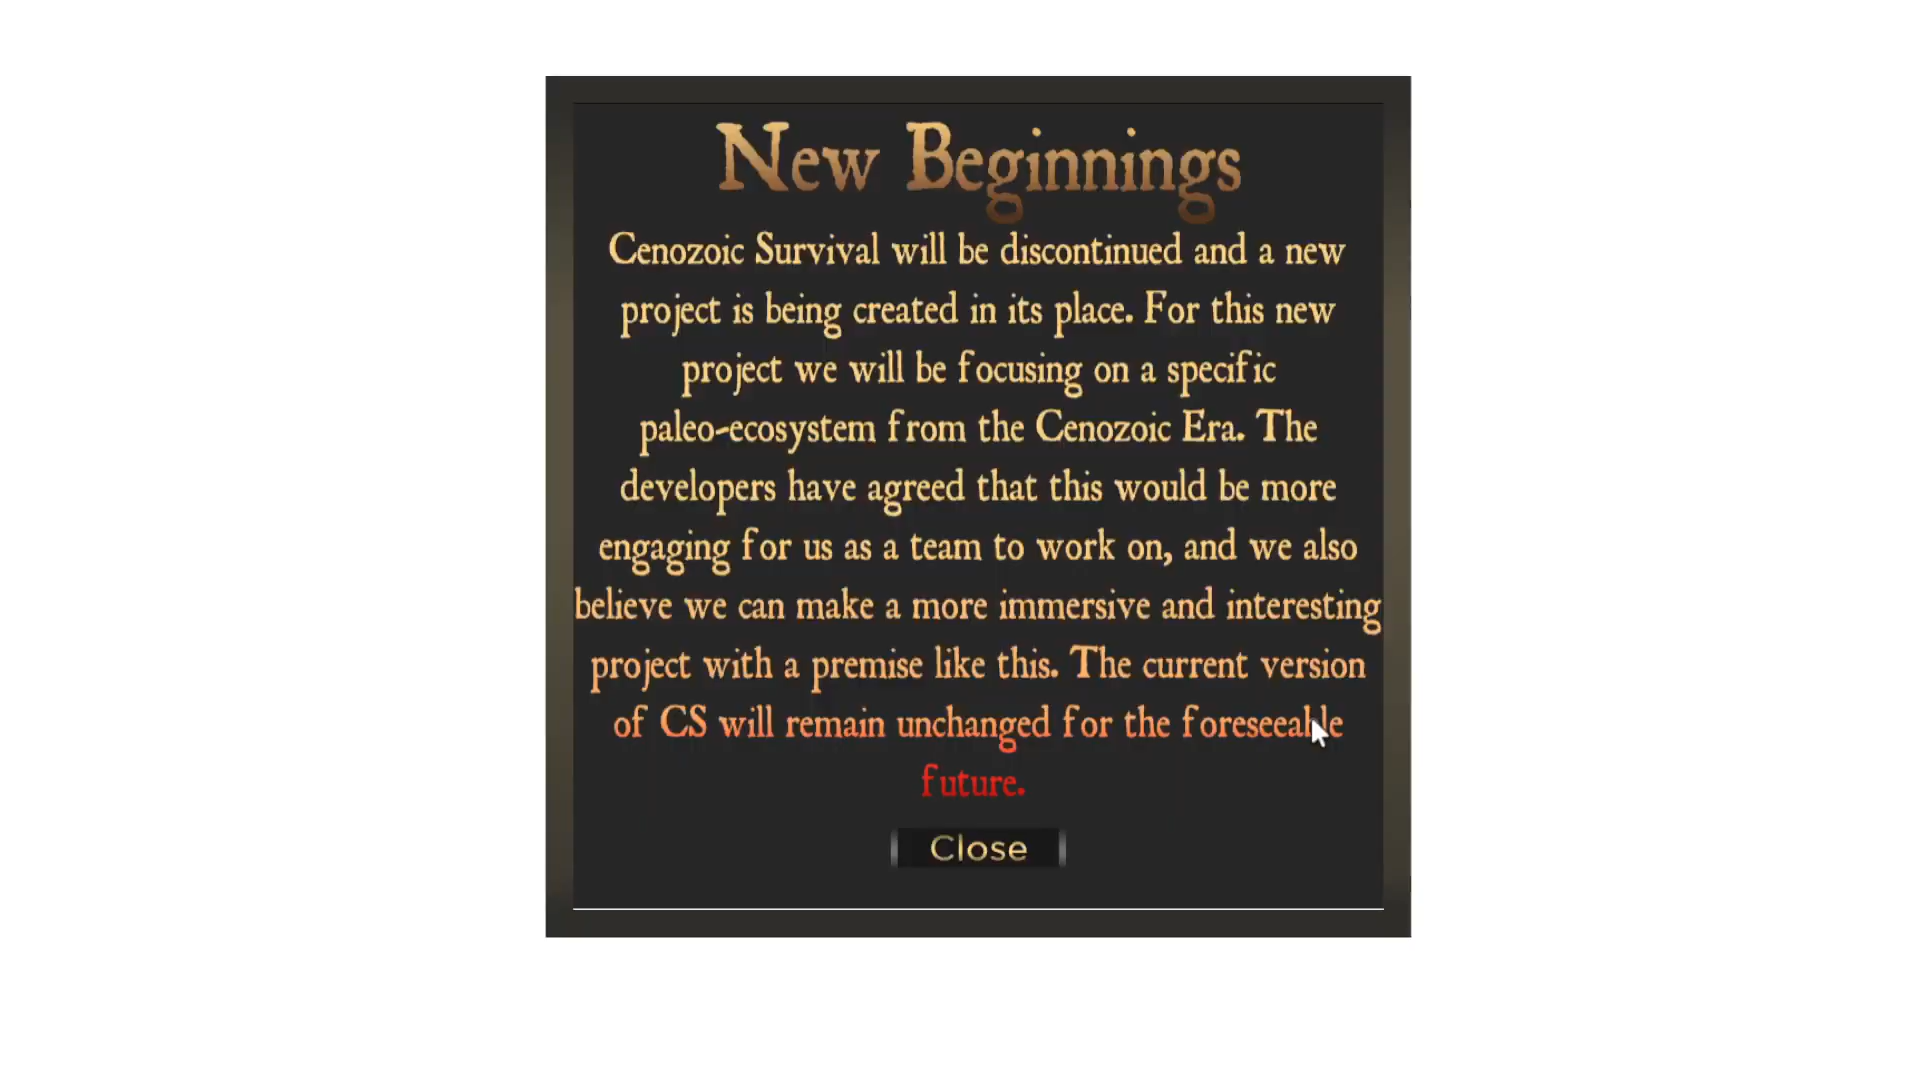 New Beginnings
Cenozoic Survival will be discontinued and a new
project is being created in its place. For this new
project we will be focusing on a specific
paleo-ecosystem from the Cenozoic Era. The
developers have agreed that this would be more
engaging for us as a team to work on, and we also
believe we can make a more immersive and interesting
project with a premise like this. The current version
of CS will remain unchanged for the foreseeable
future.
Close